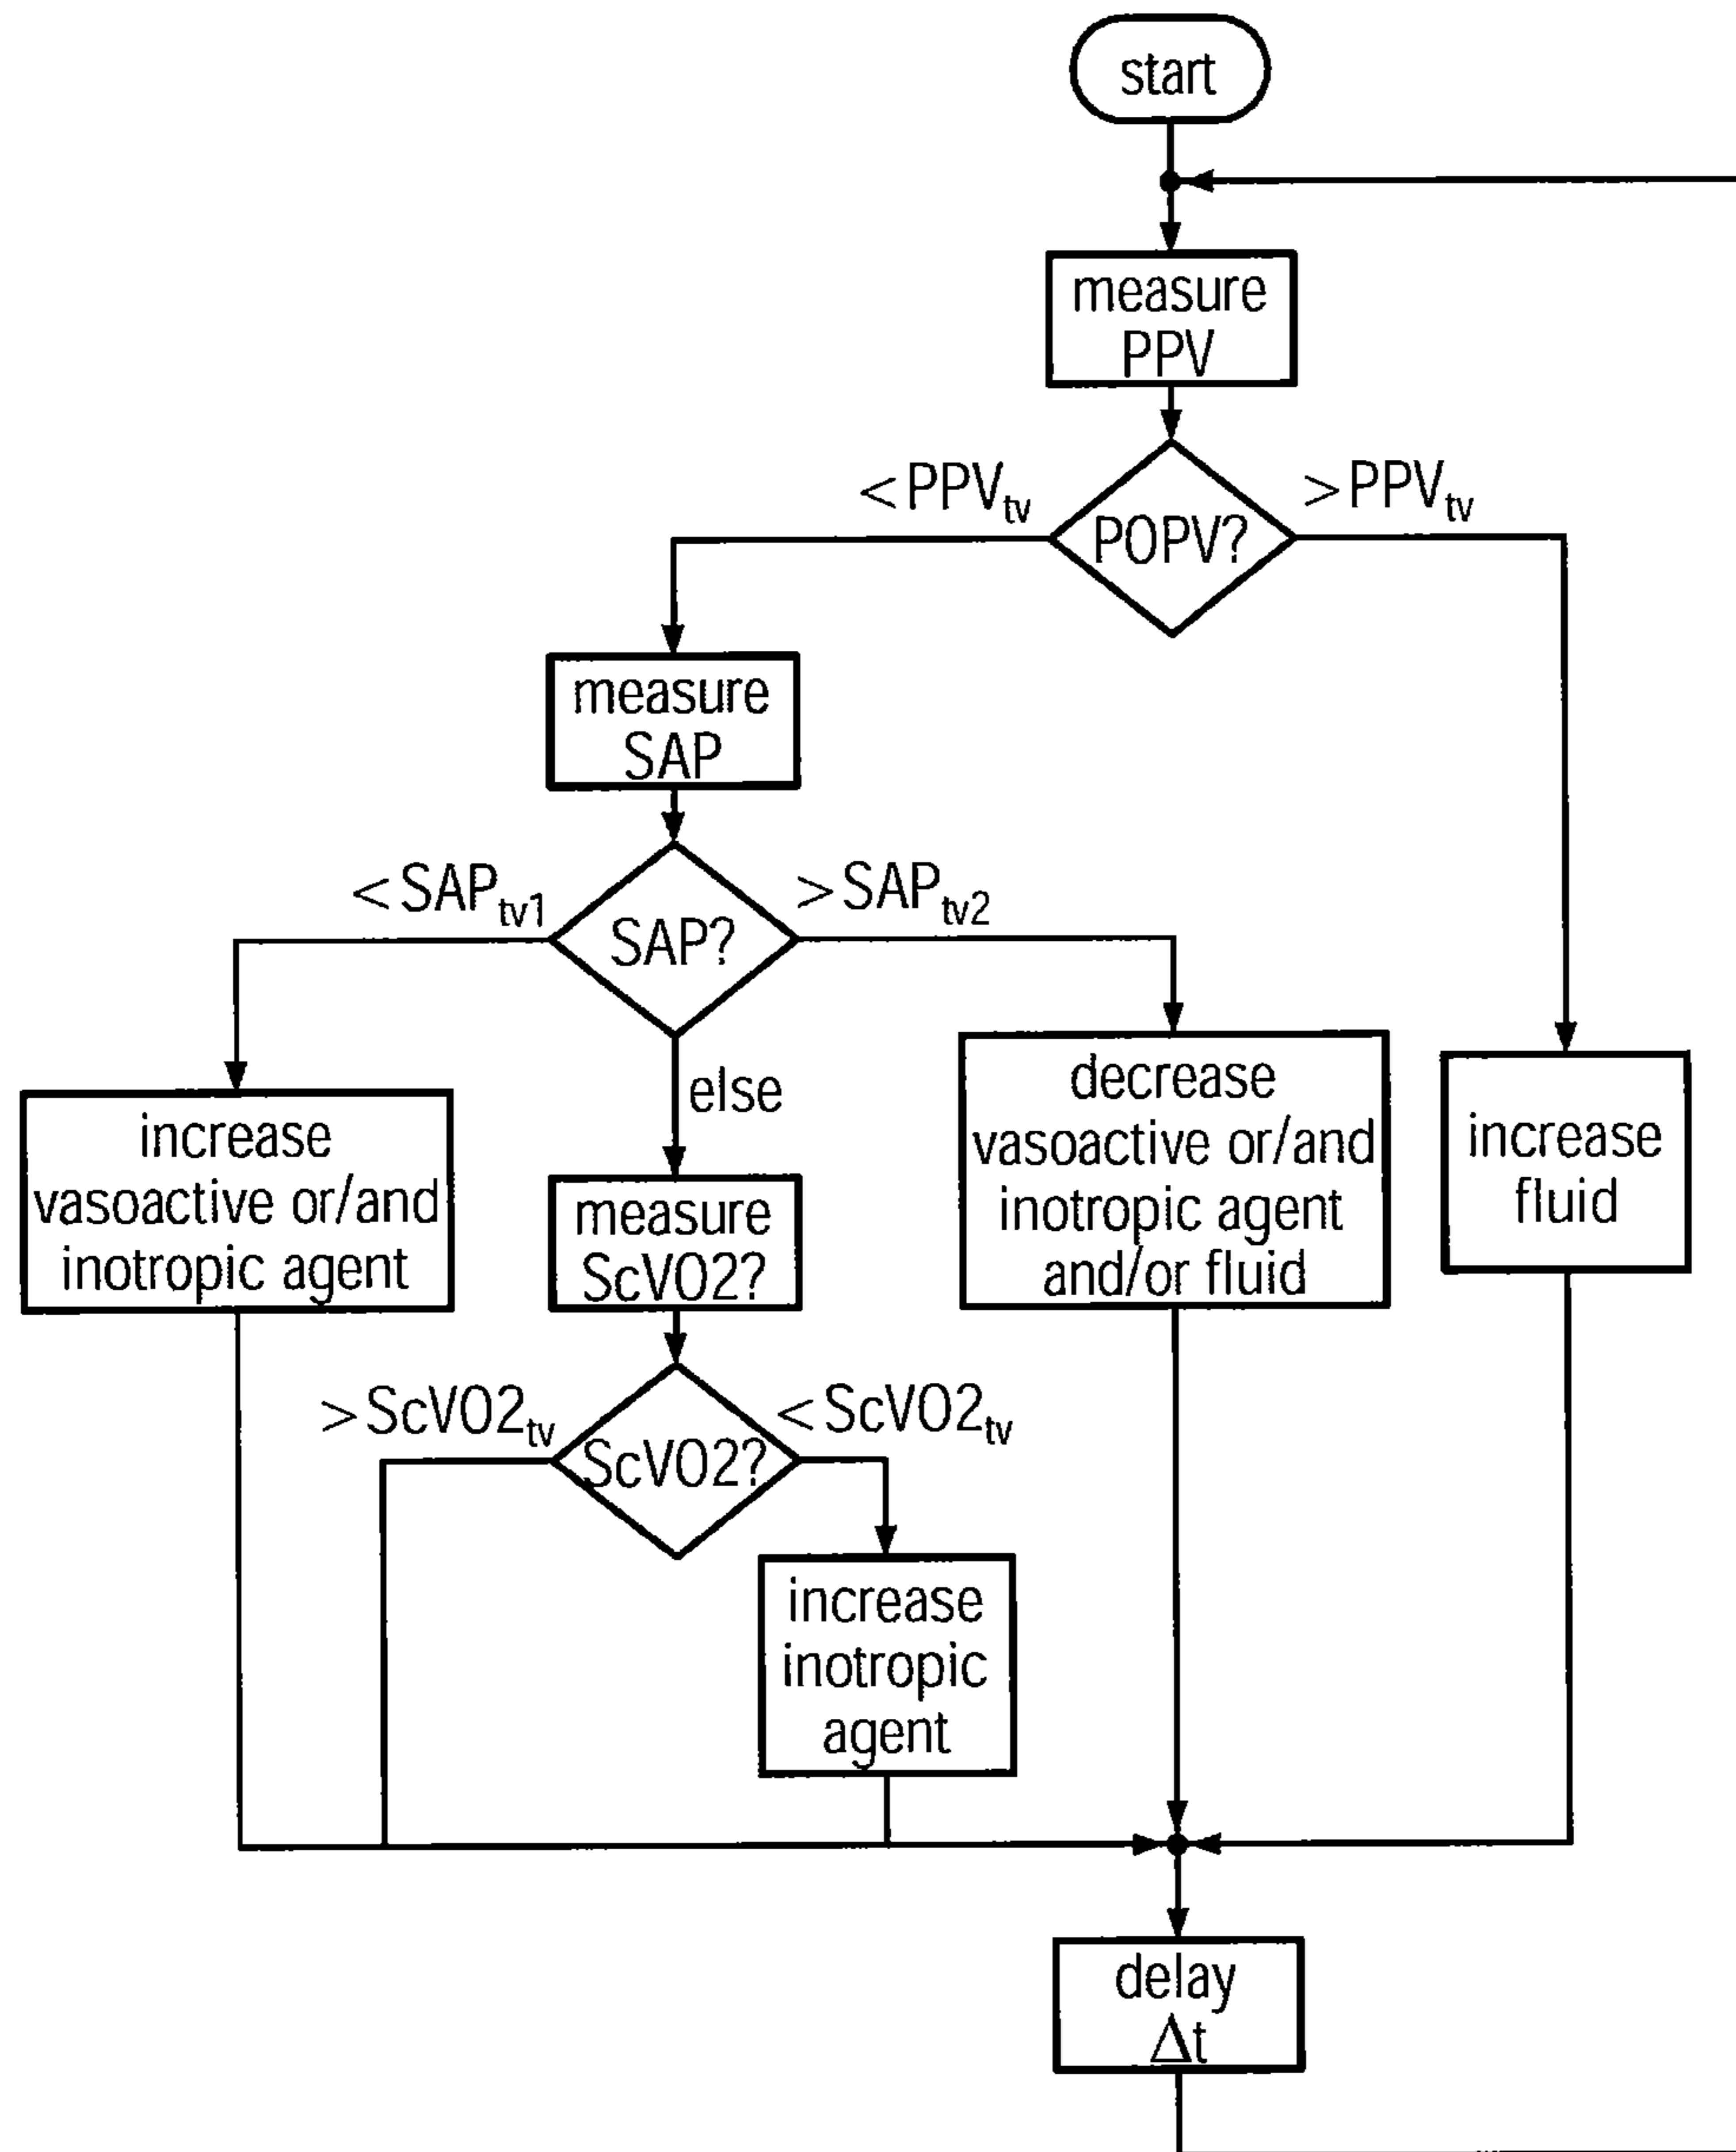 start
measure
PPV
< PPVtv
> PPVtv
POPV?
measure
SAP
< SAPtv1
> SAPtv2
SAP?
else
increase
vasoactive or/and
inotropic agent
measure
ScVO2?
decrease
vasoactive or/and
inotropic agent
and/or fluid
increase
fluid
> ScVO2tv
< ScVO2tv
ScVO2?
increase
inotropic
agent
delay
Δt